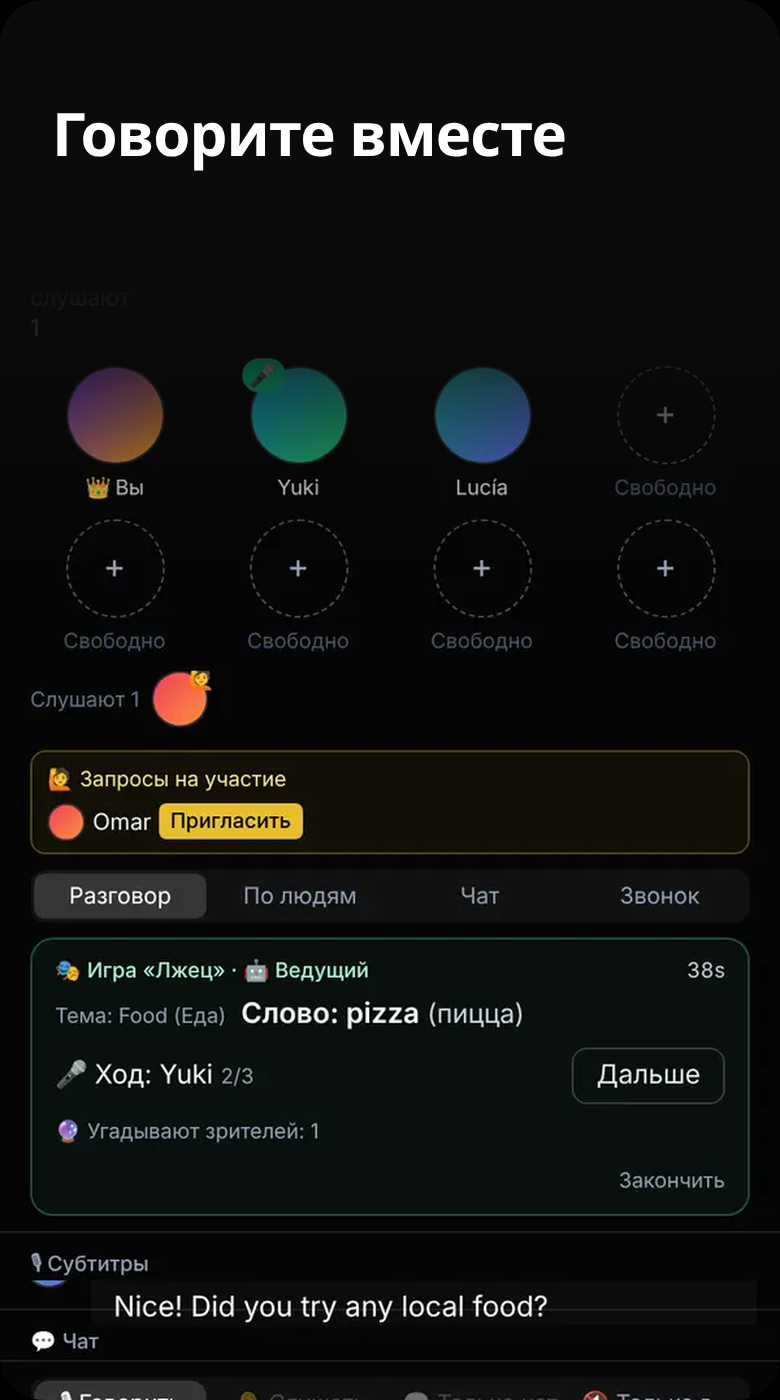 Говорите вместе
слушают
1
👑 Вы
Yuki
Lucía
+
Свободно
+
+
+
+
Свободно
Свободно
Свободно
Свободно
Слушают 1
🙋 Запросы на участие
Omar Пригласить
Разговор По людям Чат Звонок
🎭 Игра «Лжец» · 🤖 Ведущий 38s
Тема: Food (Еда) Слово: pizza (пицца)
🎤 Ход: Yuki 2/3 Дальше
🔮 Угадывают зрителей: 1
Закончить
🎙 Субтитры
Nice! Did you try any local food?
💬 Чат
Говорить